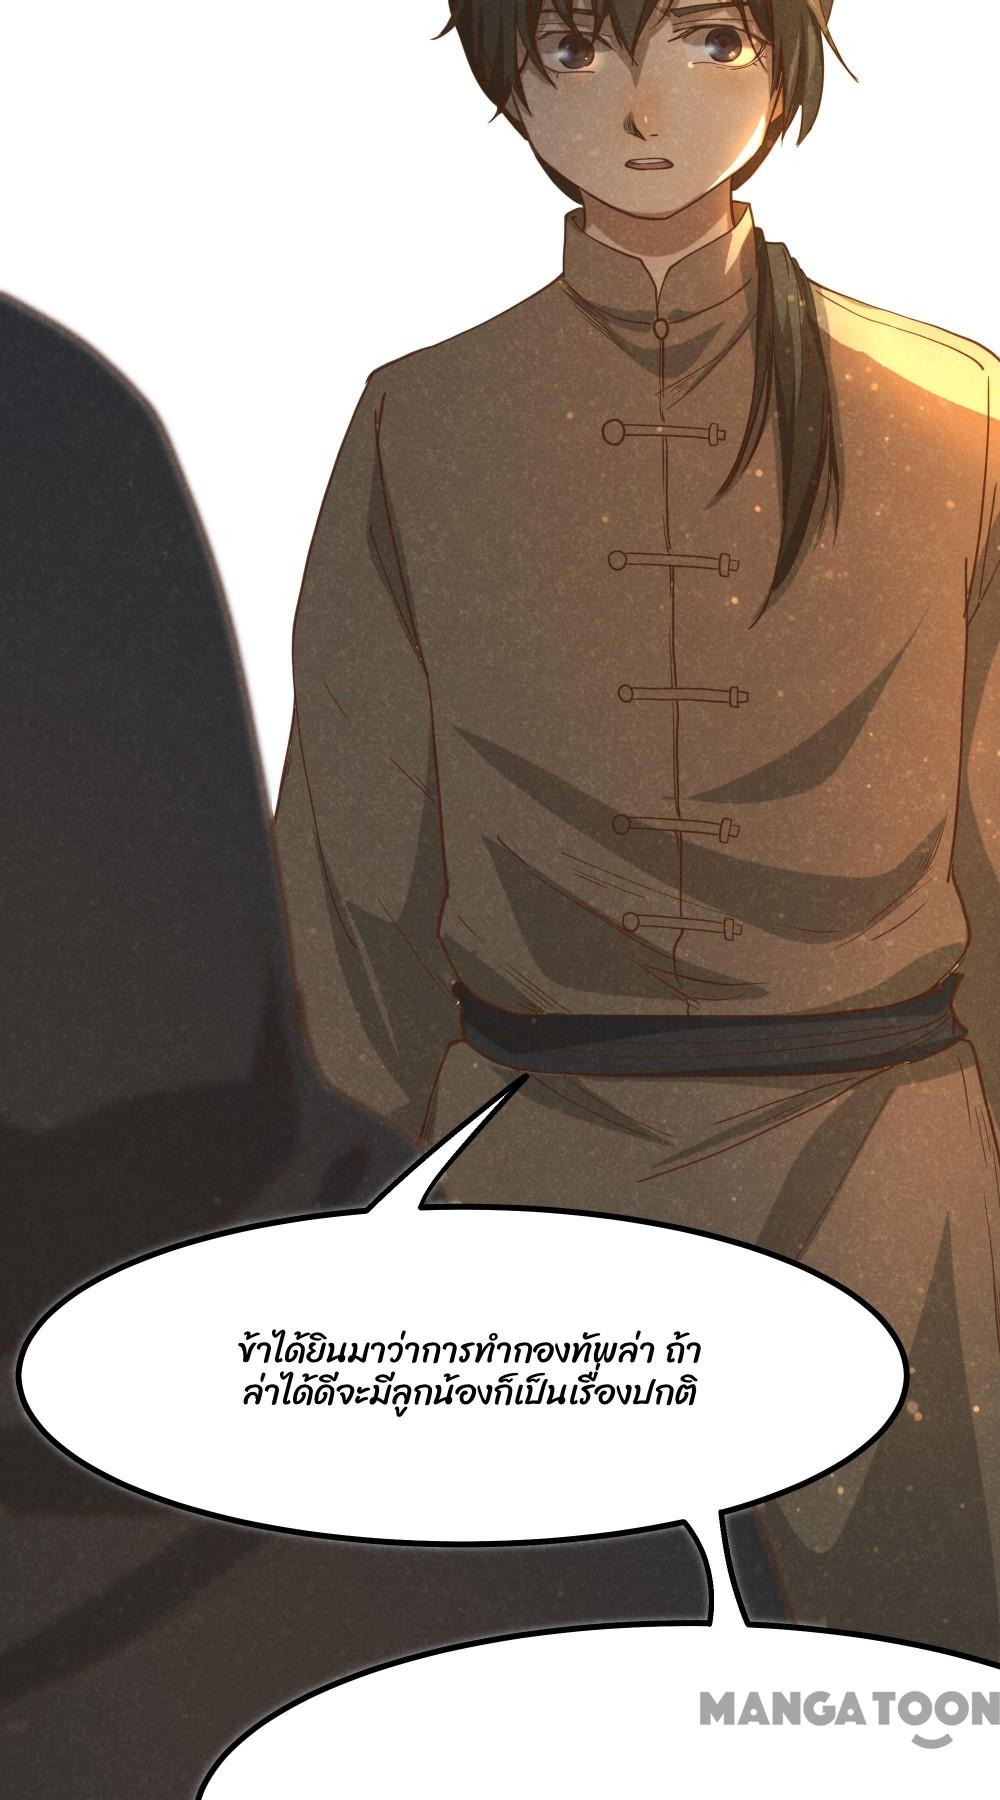 ข้าได้ยินมาว่าการทำกองทัพล่า ถ้า
ล่าได้ดีจะมีลูกน้องก็เป็นเรื่องปกติ
MANGATOON